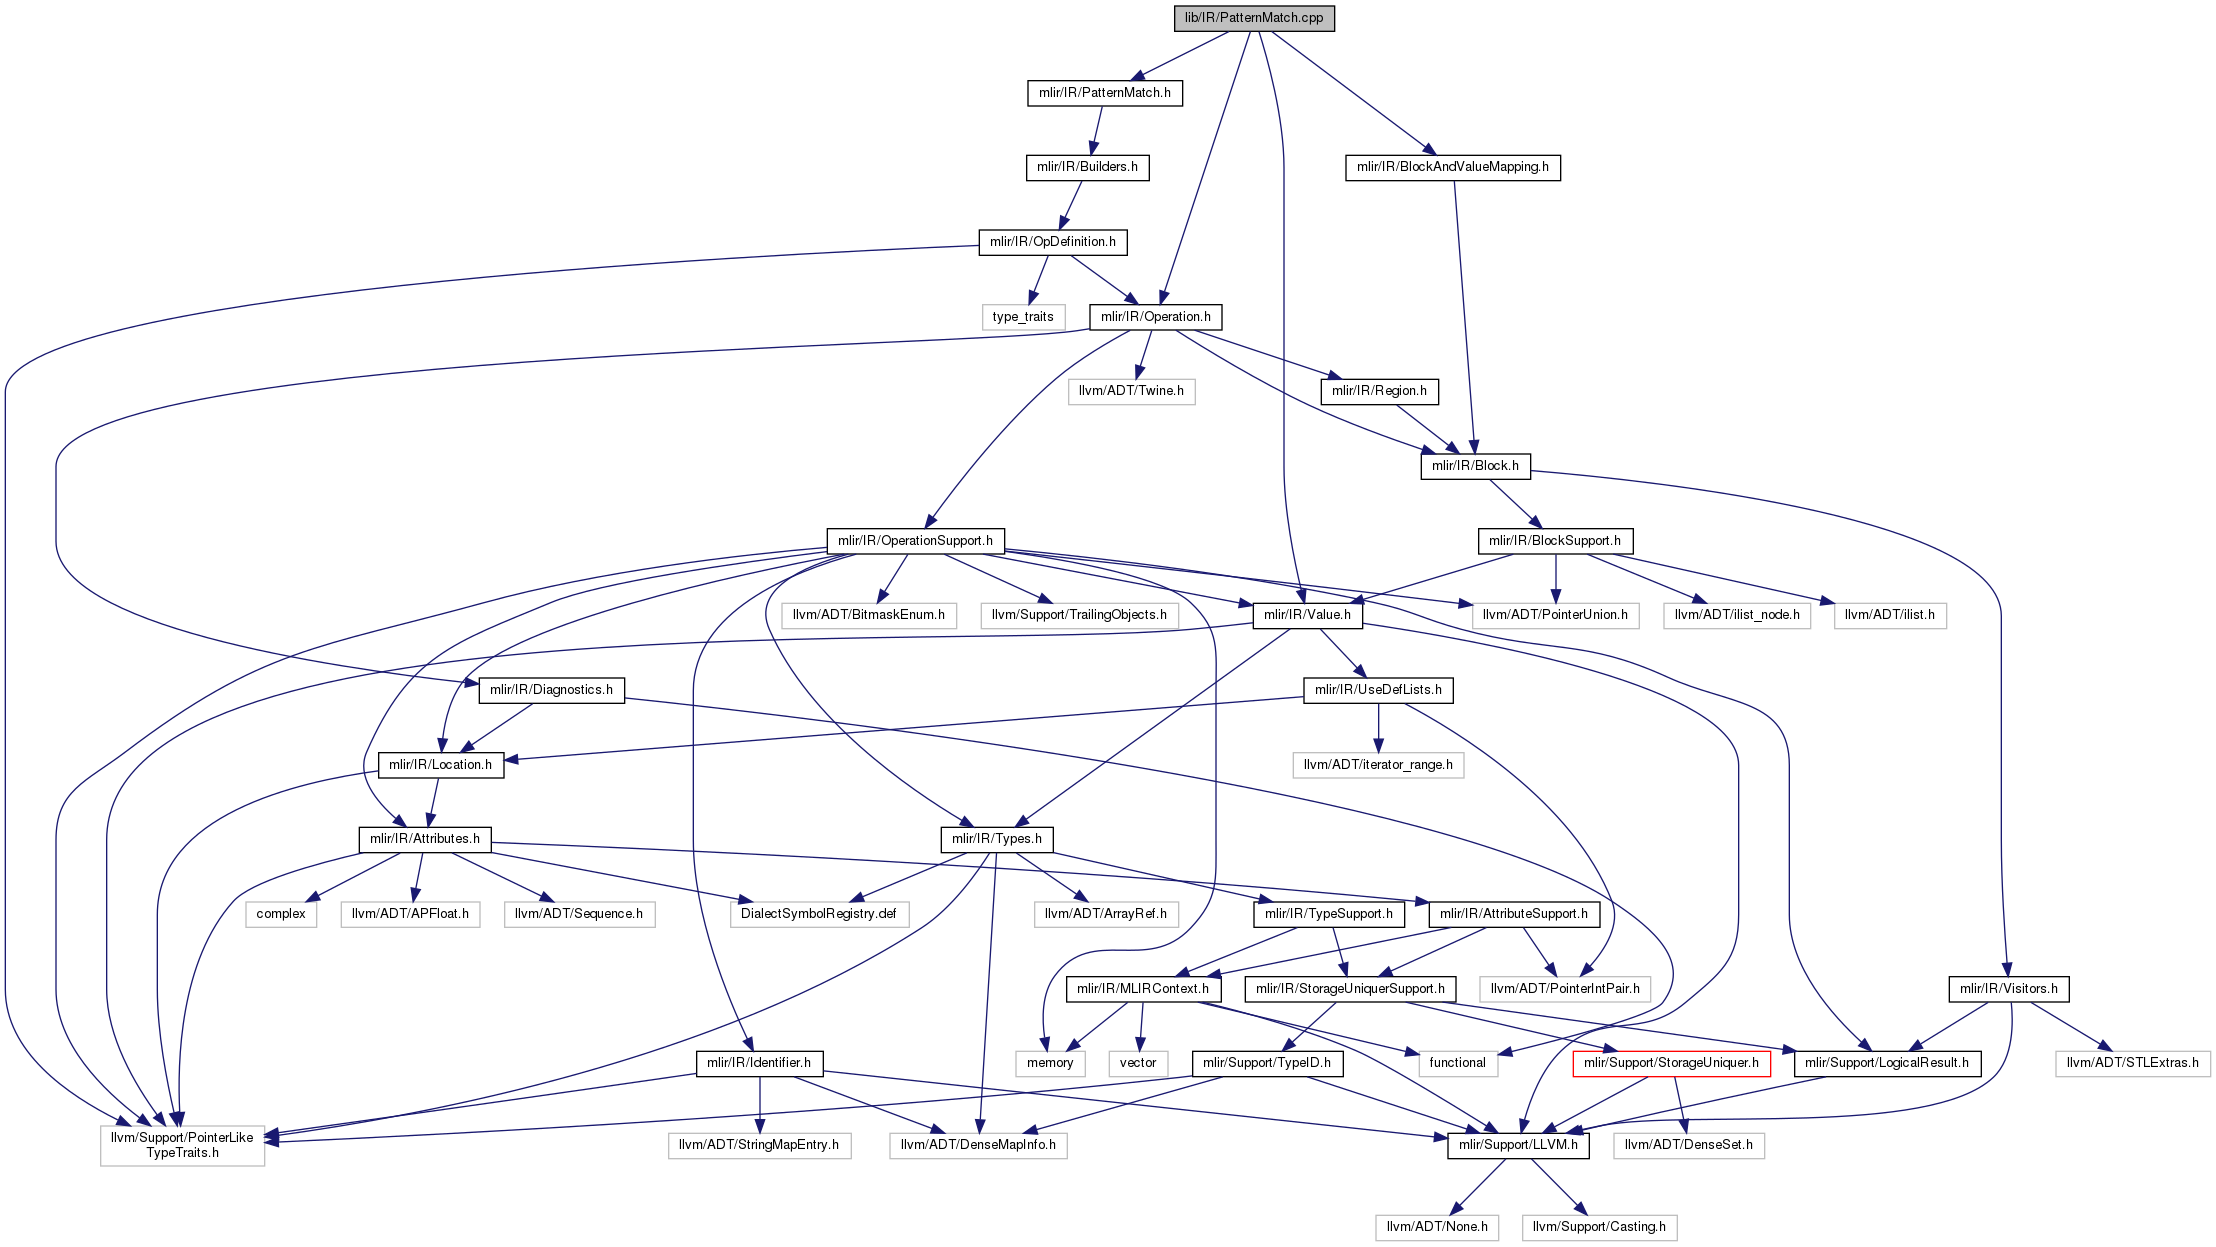 lib/IR/PatternMatch.cpp
mlir/IR/PatternMatch.h
mlir/IR/Builders.h
mlir/IR/BlockAndValueMapping.h
mlir/IR/OpDefinition.h
type_traits
mlir/IR/Operation.h
llvm/ADT/Twine.h
mlir/IR/Region.h
mlir/IR/Block.h
mlir/IR/OperationSupport.h
mlir/IR/BlockSupport.h
llvm/ADT/BitmaskEnum.h
llvm/Support/TrailingObjects.h
mlir/IR/Value.h
llvm/ADT/PointerUnion.h
llvm/ADT/ilist_node.h
llvm/ADT/ilist.h
mlir/IR/Diagnostics.h
mlir/IR/UseDefLists.h
mlir/IR/Location.h
llvm/ADT/iterator_range.h
mlir/IR/Attributes.h
mlir/IR/Types.h
complex
llvm/ADT/APFloat.h
llvm/ADT/Sequence.h
DialectSymbolRegistry.def
llvm/ADT/ArrayRef.h
mlir/IR/TypeSupport.h
mlir/IR/AttributeSupport.h
mlir/IR/MLIRContext.h
mlir/IR/StorageUniquerSupport.h
llvm/ADT/PointerIntPair.h
mlir/IR/Visitors.h
mlir/IR/Identifier.h
memory
vector
mlir/Support/TypeID.h
functional
mlir/Support/StorageUniquer.h
mlir/Support/LogicalResult.h
llvm/ADT/STLExtras.h
llvm/Support/PointerLike
TypeTraits.h
llvm/ADT/StringMapEntry.h
llvm/ADT/DenseMapInfo.h
mlir/Support/LLVM.h
llvm/ADT/DenseSet.h
llvm/ADT/None.h
llvm/Support/Casting.h